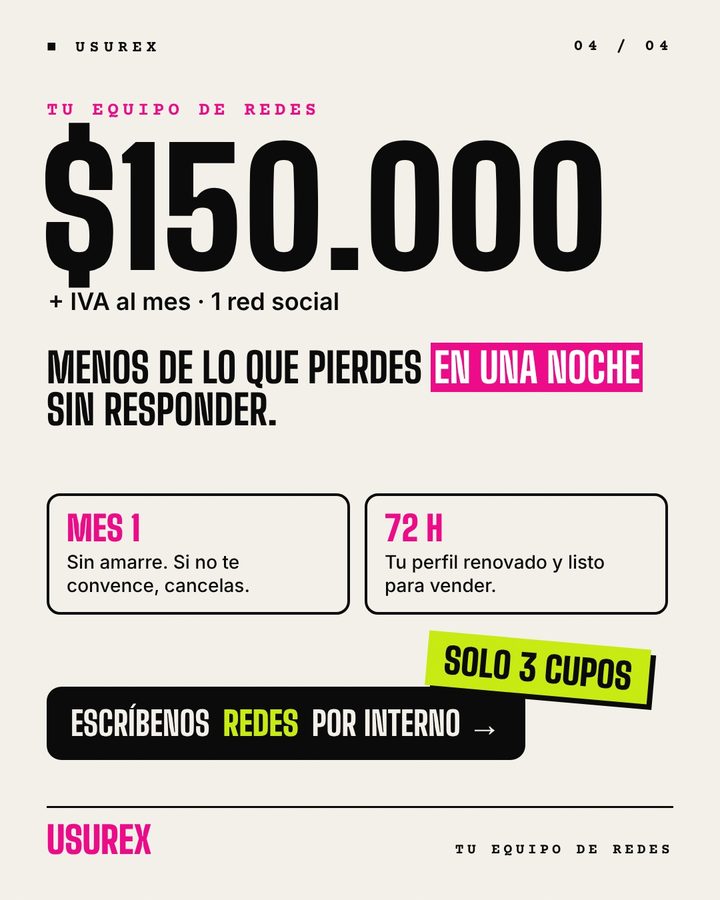 ■ USUREX
04 / 04
TU EQUIPO DE REDES
$150.000
+ IVA al mes · 1 red social
MENOS DE LO QUE PIERDES EN UNA NOCHE
SIN RESPONDER.
MES 1
Sin amarre. Si no te
convence, cancelas.
72 H
Tu perfil renovado y listo
para vender.
SOLO 3 CUPOS
ESCRÍBENOS REDES POR INTERNO →
USUREX
TU EQUIPO DE REDES